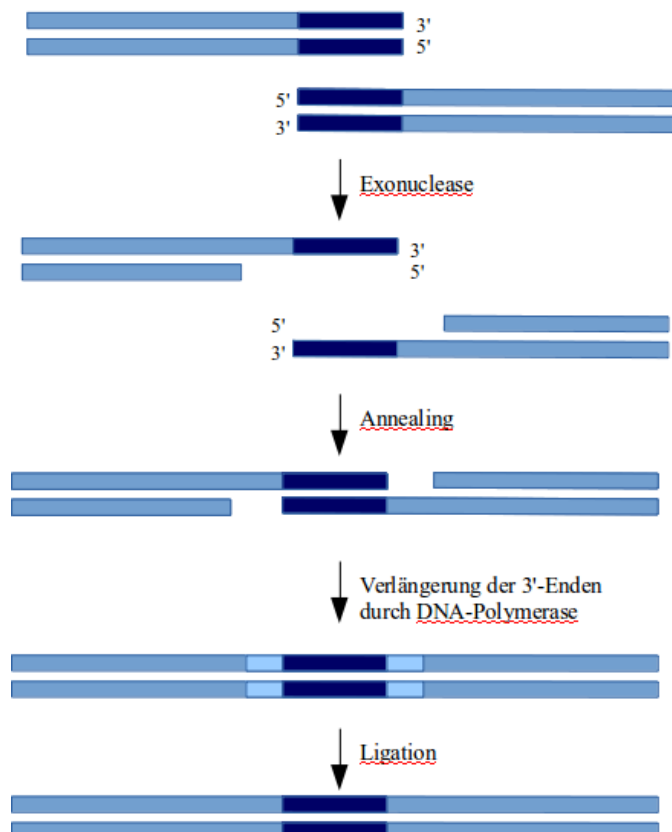 3'
5'
5'
3'
Exonuclease
3'
5'
5'
3'
Annealing
Verlängerung der 3'-Enden
durch DNA-Polymerase
Ligation